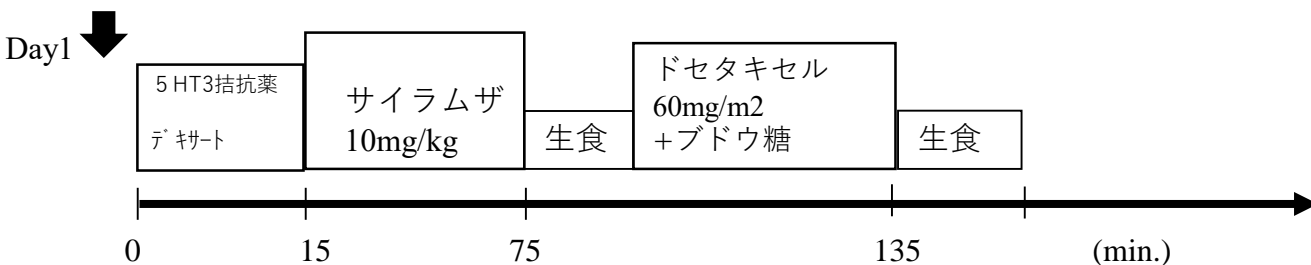 Day1
５HT3拮抗薬
ﾃﾞｷｻｰﾄ
サイラムザ
10mg/kg
生食
ドセタキセル
60mg/m2
+ブドウ糖
生食
0 15 75 135 (min.)